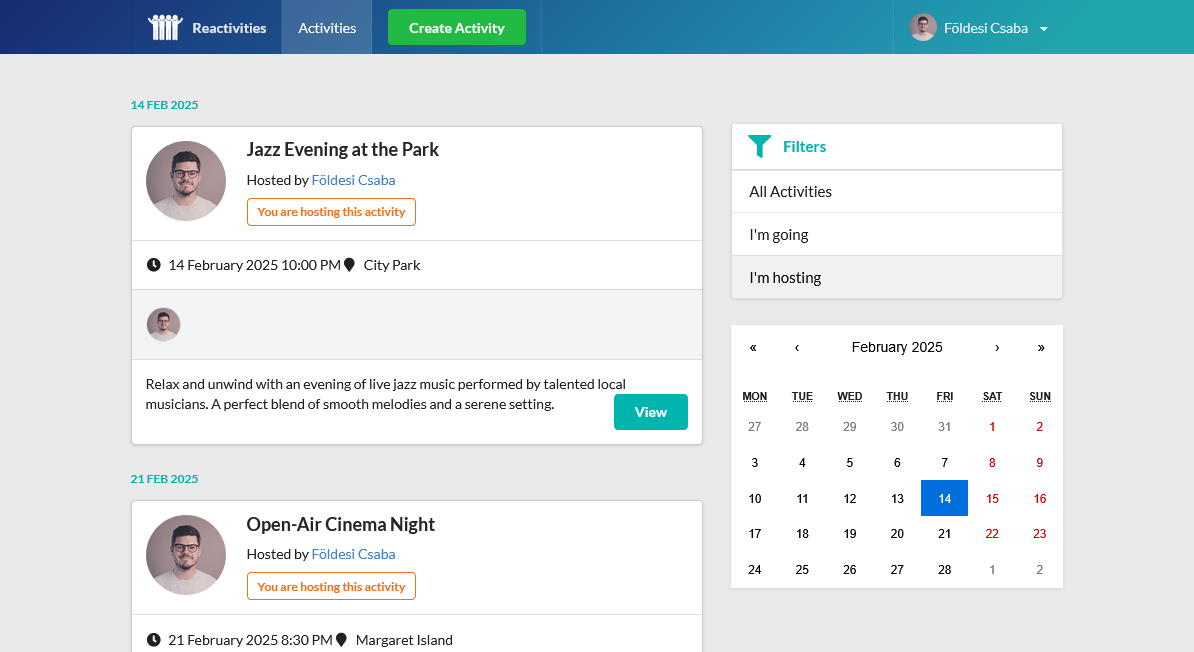 Reactivities
Activities
Create Activity
Földesi Csaba
14 FEB 2025
Jazz Evening at the Park
Hosted by Földesi Csaba
You are hosting this activity
14 February 2025 10:00 PM City Park
Relax and unwind with an evening of live jazz music performed by talented local
musicians. A perfect blend of smooth melodies and a serene setting.
View
21 FEB 2025
Open-Air Cinema Night
Hosted by Földesi Csaba
You are hosting this activity
21 February 2025 8:30 PM Margaret Island
Filters
All Activities
I'm going
I'm hosting
« ‹ February 2025 › »
MON TUE WED THU FRI SAT SUN
27 28 29 30 31 1 2
3 4 5 6 7 8 9
10 11 12 13 14 15 16
17 18 19 20 21 22 23
24 25 26 27 28 1 2